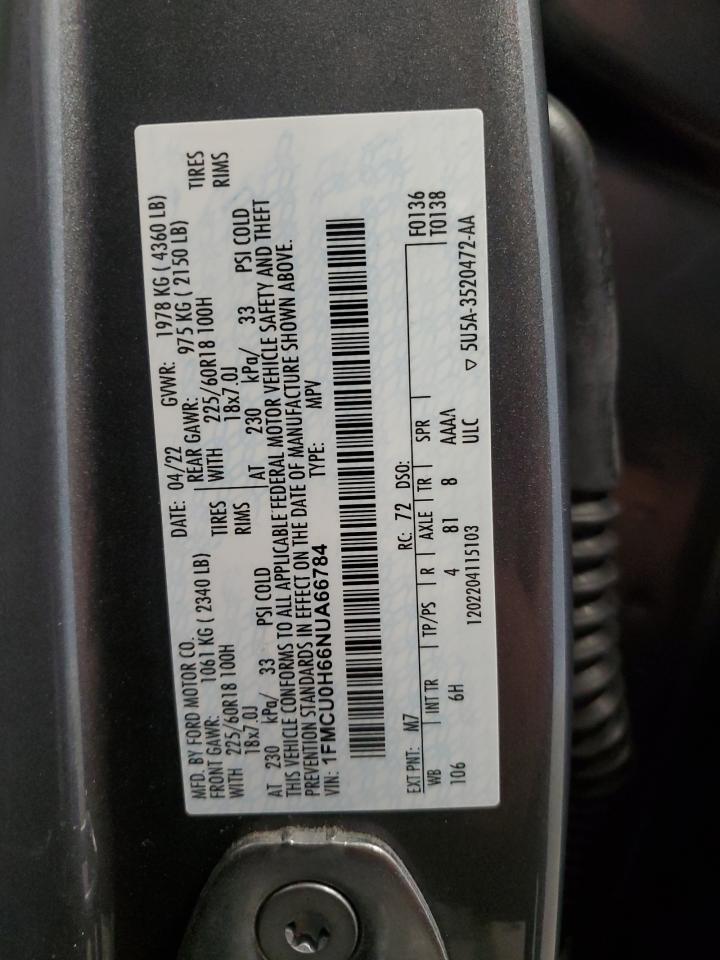 MFD. BY FORD MOTOR CO. DATE: 04/22 GVWR: 1978 KG ( 4360 LB)
FRONT GAWR: 1061 KG ( 2340 LB) REAR GAWR: 975 KG ( 2150 LB)
WITH 225/60R18 100H TIRES WITH 225/60R18 100H TIRES
18x7.0J RIMS 18x7.0J RIMS
AT 230 kPa/ 33 PSI COLD AT 230 kPa/ 33 PSI COLD
THIS VEHICLE CONFORMS TO ALL APPLICABLE FEDERAL MOTOR VEHICLE SAFETY AND THEFT
PREVENTION STANDARDS IN EFFECT ON THE DATE OF MANUFACTURE SHOWN ABOVE.
VIN: 1FMCU0H66NUA66784 TYPE: MPV
EXT PNT: M7 RC: 72 DSO: F0136
WB INT TR TP/PS R AXLE TR SPR T0138
106 6H 4 81 8 AAAA
1202204115103 ULC ▽ 5U5A-3520472-AA